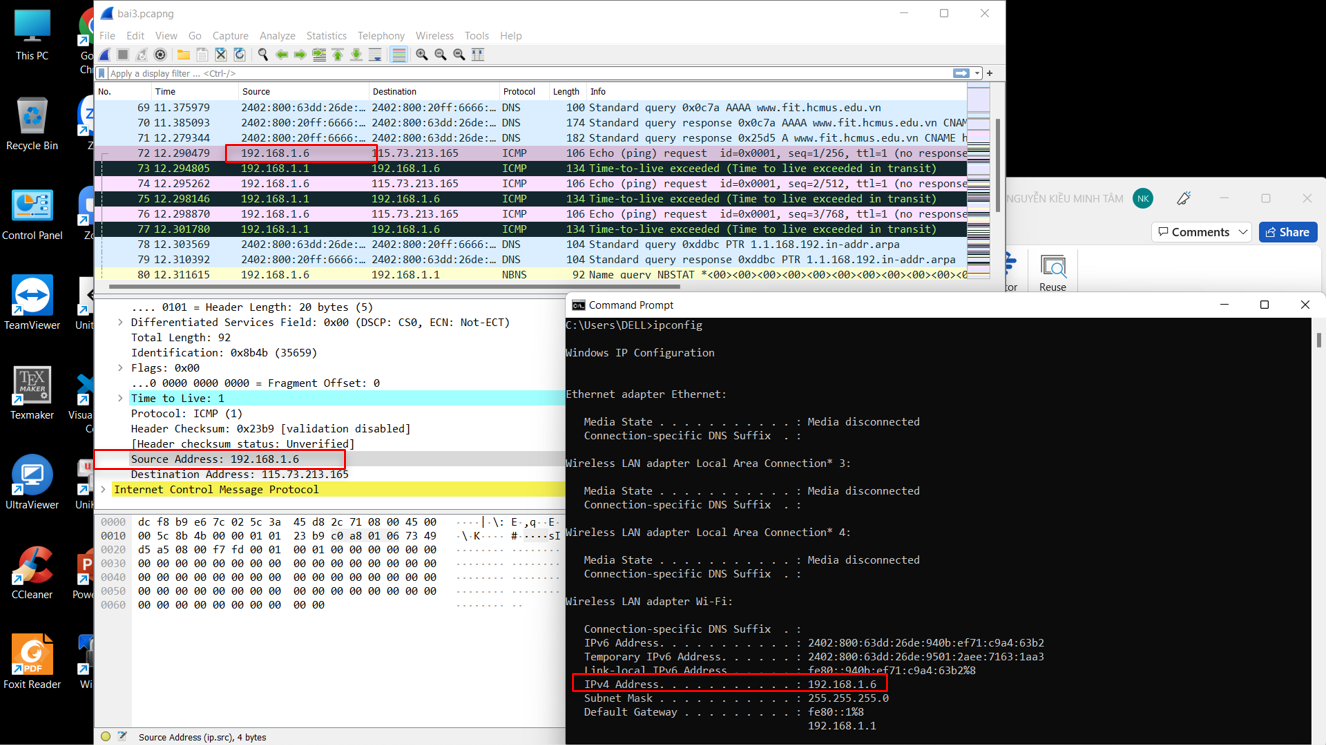 This PC
Recycle Bin
Control Panel
TeamViewer
Texmaker
UltraViewer
CCleaner
Foxit Reader
bai3.pcapng
File Edit View Go Capture Analyze Statistics Telephony Wireless Tools Help
Apply a display filter ... <Ctrl-/>
No. Time Source Destination Protocol Length Info
69 11.375979 2402:800:63dd:26de:… 2402:800:20ff:6666:… DNS 100 Standard query 0x0c7a AAAA www.fit.hcmus.edu.vn
70 11.385093 2402:800:20ff:6666:… 2402:800:63dd:26de:… DNS 174 Standard query response 0x0c7a AAAA www.fit.hcmus.edu.vn CNAM
71 12.279344 2402:800:20ff:6666:… 2402:800:63dd:26de:… DNS 182 Standard query response 0x25d5 A www.fit.hcmus.edu.vn CNAME h
72 12.290479 192.168.1.6 115.73.213.165 ICMP 106 Echo (ping) request id=0x0001, seq=1/256, ttl=1 (no response
73 12.294805 192.168.1.1 192.168.1.6 ICMP 134 Time-to-live exceeded (Time to live exceeded in transit)
74 12.295262 192.168.1.6 115.73.213.165 ICMP 106 Echo (ping) request id=0x0001, seq=2/512, ttl=1 (no response
75 12.298146 192.168.1.1 192.168.1.6 ICMP 134 Time-to-live exceeded (Time to live exceeded in transit)
76 12.298870 192.168.1.6 115.73.213.165 ICMP 106 Echo (ping) request id=0x0001, seq=3/768, ttl=1 (no response
77 12.301780 192.168.1.1 192.168.1.6 ICMP 134 Time-to-live exceeded (Time to live exceeded in transit)
78 12.303569 2402:800:63dd:26de:… 2402:800:20ff:6666:… DNS 104 Standard query 0xddbc PTR 1.1.168.192.in-addr.arpa
79 12.310392 2402:800:20ff:6666:… 2402:800:63dd:26de:… DNS 104 Standard query response 0xddbc PTR 1.1.168.192.in-addr.arpa
80 12.311615 192.168.1.6 192.168.1.1 NBNS 92 Name query NBSTAT *<00><00><00><00><00><00><00><00><00><00><0
.... 0101 = Header Length: 20 bytes (5)
Differentiated Services Field: 0x00 (DSCP: CS0, ECN: Not-ECT)
Total Length: 92
Identification: 0x8b4b (35659)
Flags: 0x00
...0 0000 0000 0000 = Fragment Offset: 0
Time to Live: 1
Protocol: ICMP (1)
Header Checksum: 0x23b9 [validation disabled]
[Header checksum status: Unverified]
Source Address: 192.168.1.6
Destination Address: 115.73.213.165
Internet Control Message Protocol
0000 dc f8 b9 e6 7c 02 5c 3a 45 d8 2c 71 08 00 45 00 ····|·\: E·,q··E·
0010 00 5c 8b 4b 00 00 01 01 23 b9 c0 a8 01 06 73 49 ·\·K···· #·····sI
0020 d5 a5 08 00 f7 fd 00 01 00 01 00 00 00 00 00 00 ········ ········
0030 00 00 00 00 00 00 00 00 00 00 00 00 00 00 00 00 ········ ········
0040 00 00 00 00 00 00 00 00 00 00 00 00 00 00 00 00 ········ ········
0050 00 00 00 00 00 00 00 00 00 00 00 00 00 00 00 00 ········ ········
0060 00 00 00 00 00 00 00 00 00 00 ········ ··
Source Address (ip.src), 4 bytes
NGUYỄN KIỀU MINH TÂM NK
Comments Share
Reuse
Command Prompt
C:\Users\DELL>ipconfig
Windows IP Configuration
Ethernet adapter Ethernet:
Media State . . . . . . . . . . . : Media disconnected
Connection-specific DNS Suffix . :
Wireless LAN adapter Local Area Connection* 3:
Media State . . . . . . . . . . . : Media disconnected
Connection-specific DNS Suffix . :
Wireless LAN adapter Local Area Connection* 4:
Media State . . . . . . . . . . . : Media disconnected
Connection-specific DNS Suffix . :
Wireless LAN adapter Wi-Fi:
Connection-specific DNS Suffix . :
IPv6 Address. . . . . . . . . . . : 2402:800:63dd:26de:940b:ef71:c9a4:63b2
Temporary IPv6 Address. . . . . . : 2402:800:63dd:26de:9501:2aee:7163:1aa3
Link-local IPv6 Address . . . . . : fe80::940b:ef71:c9a4:63b2%8
IPv4 Address. . . . . . . . . . . : 192.168.1.6
Subnet Mask . . . . . . . . . . . : 255.255.255.0
Default Gateway . . . . . . . . . : fe80::1%8
192.168.1.1